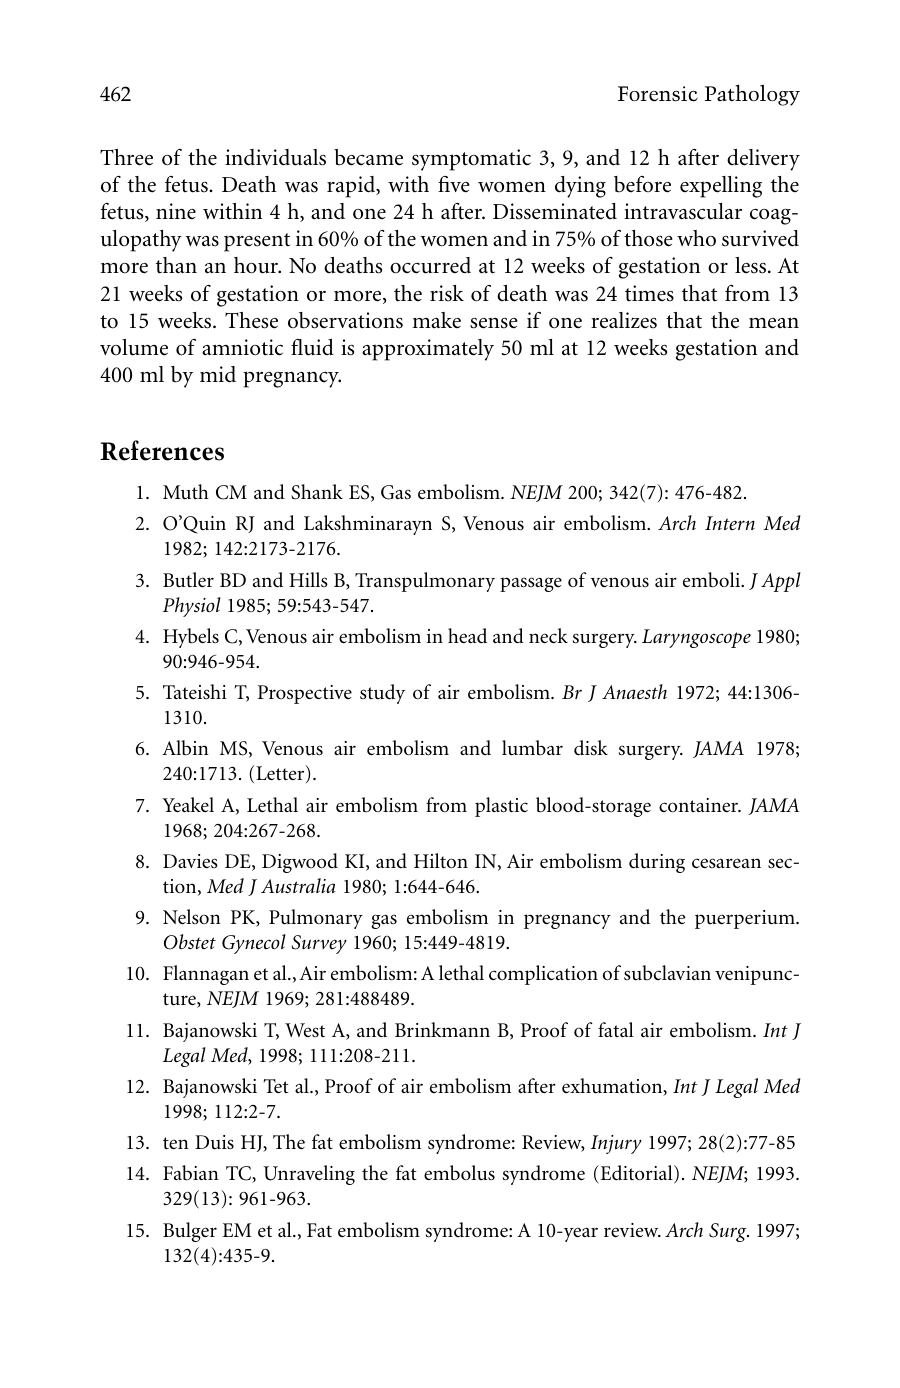 462 Forensic Pathology
Three of the individuals became symptomatic 3, 9, and 12 h after delivery
of the fetus. Death was rapid, with five women dying before expelling the
fetus, nine within 4 h, and one 24 h after. Disseminated intravascular coag-
ulopathy was present in 60% of the women and in 75% of those who survived
more than an hour. No deaths occurred at 12 weeks of gestation or less. At
21 weeks of gestation or more, the risk of death was 24 times that from 13
to 15 weeks. These observations make sense if one realizes that the mean
volume of amniotic fluid is approximately 50 ml at 12 weeks gestation and
400 ml by mid pregnancy.
References
1. Muth CM and Shank ES, Gas embolism. NEJM 200; 342(7): 476-482.
2. O’Quin RJ and Lakshminarayn S, Venous air embolism. Arch Intern Med
1982; 142:2173-2176.
3. Butler BD and Hills B, Transpulmonary passage of venous air emboli. J Appl
Physiol 1985; 59:543-547.
4. Hybels C, Venous air embolism in head and neck surgery. Laryngoscope 1980;
90:946-954.
5. Tateishi T, Prospective study of air embolism. Br J Anaesth 1972; 44:1306-
1310.
6. Albin MS, Venous air embolism and lumbar disk surgery. JAMA 1978;
240:1713. (Letter).
7. Yeakel A, Lethal air embolism from plastic blood-storage container. JAMA
1968; 204:267-268.
8. Davies DE, Digwood KI, and Hilton IN, Air embolism during cesarean sec-
tion, Med J Australia 1980; 1:644-646.
9. Nelson PK, Pulmonary gas embolism in pregnancy and the puerperium.
Obstet Gynecol Survey 1960; 15:449-4819.
10. Flannagan et al., Air embolism: A lethal complication of subclavian venipunc-
ture, NEJM 1969; 281:488489.
11. Bajanowski T, West A, and Brinkmann B, Proof of fatal air embolism. Int J
Legal Med, 1998; 111:208-211.
12. Bajanowski Tet al., Proof of air embolism after exhumation, Int J Legal Med
1998; 112:2-7.
13. ten Duis HJ, The fat embolism syndrome: Review, Injury 1997; 28(2):77-85
14. Fabian TC, Unraveling the fat embolus syndrome (Editorial). NEJM; 1993.
329(13): 961-963.
15. Bulger EM et al., Fat embolism syndrome: A 10-year review. Arch Surg. 1997;
132(4):435-9.